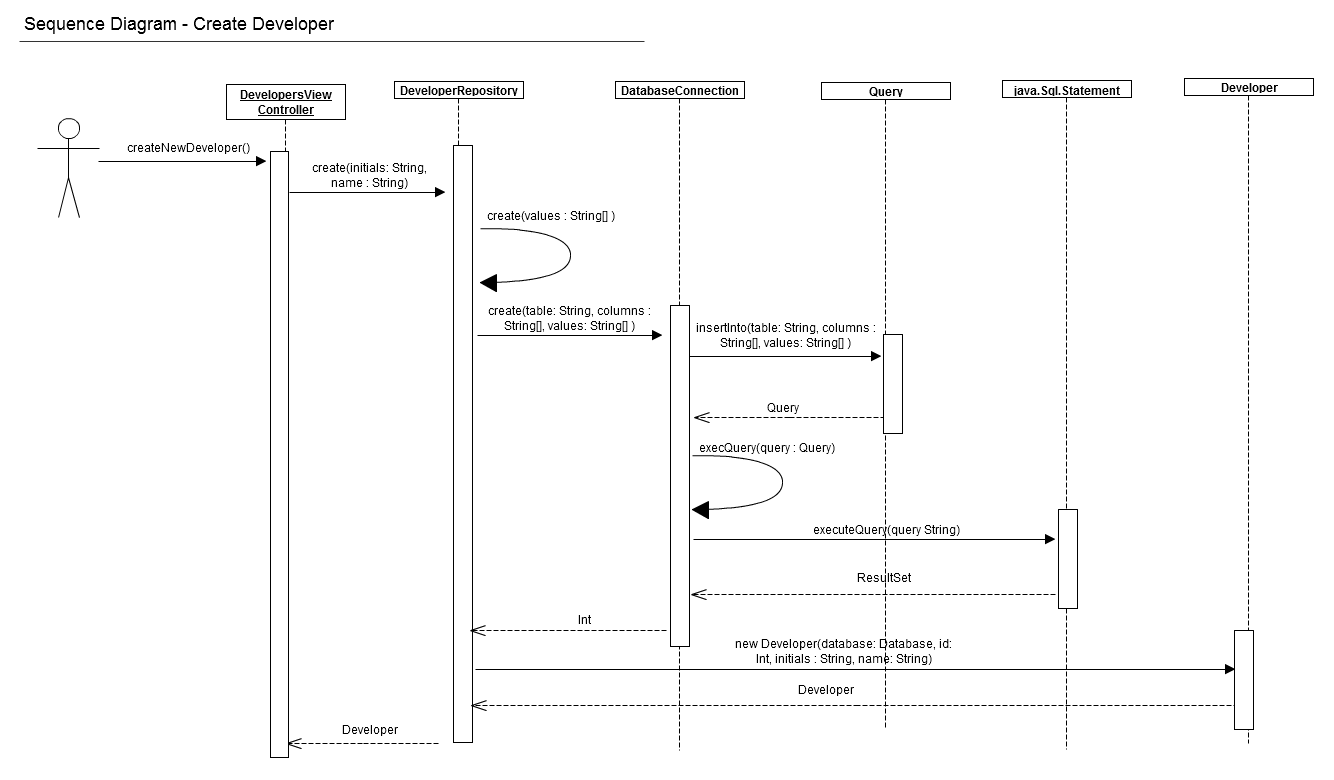 Sequence Diagram - Create Developer
DevelopersView
Controller
DeveloperRepository
DatabaseConnection
Query
java.Sql.Statement
Developer
createNewDeveloper()
create(initials: String,
name : String)
create(values : String[] )
create(table: String, columns :
String[], values: String[] )
insertInto(table: String, columns :
String[], values: String[] )
Query
execQuery(query : Query)
executeQuery(query String)
ResultSet
Int
new Developer(database: Database, id:
Int, initials : String, name: String)
Developer
Developer